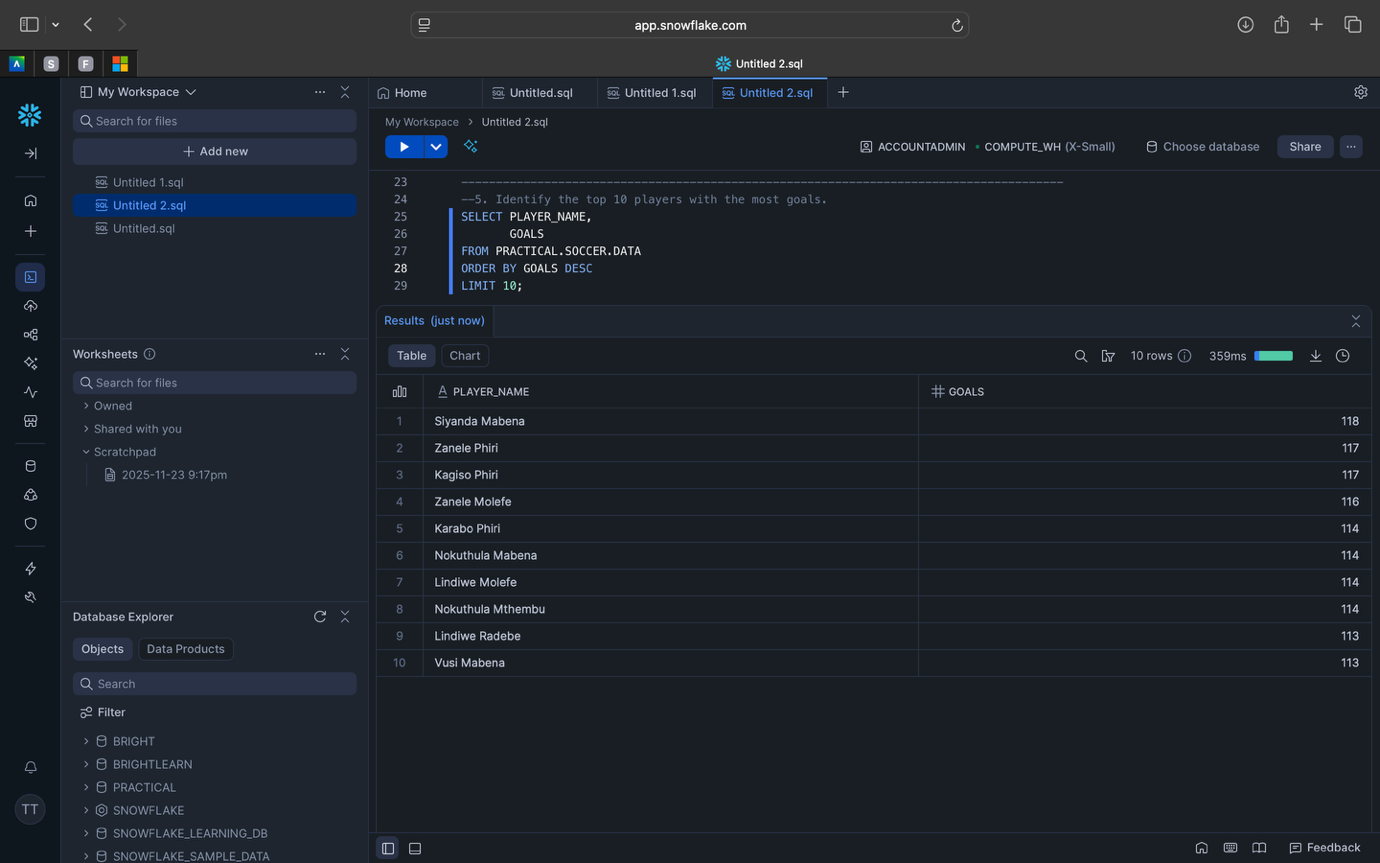 app.snowflake.com
S
F
Untitled 2.sql
My Workspace
Search for files
Add new
Untitled 1.sql
Untitled 2.sql
Untitled.sql
Worksheets
Search for files
Owned
Shared with you
Scratchpad
2025-11-23 9:17pm
Database Explorer
Objects
Data Products
Search
Filter
BRIGHT
BRIGHTLEARN
PRACTICAL
SNOWFLAKE
SNOWFLAKE_LEARNING_DB
SNOWFLAKE_SAMPLE_DATA
TT
Home
Untitled.sql
Untitled 1.sql
Untitled 2.sql
My Workspace > Untitled 2.sql
ACCOUNTADMIN • COMPUTE_WH (X-Small)
Choose database
Share
23 ----------------------------------------------------------------------------------------
24 --5. Identify the top 10 players with the most goals.
25 SELECT PLAYER_NAME,
26 GOALS
27 FROM PRACTICAL.SOCCER.DATA
28 ORDER BY GOALS DESC
29 LIMIT 10;
Results (just now)
Table
Chart
10 rows
359ms
PLAYER_NAME GOALS
1 Siyanda Mabena 118
2 Zanele Phiri 117
3 Kagiso Phiri 117
4 Zanele Molefe 116
5 Karabo Phiri 114
6 Nokuthula Mabena 114
7 Lindiwe Molefe 114
8 Nokuthula Mthembu 114
9 Lindiwe Radebe 113
10 Vusi Mabena 113
Feedback